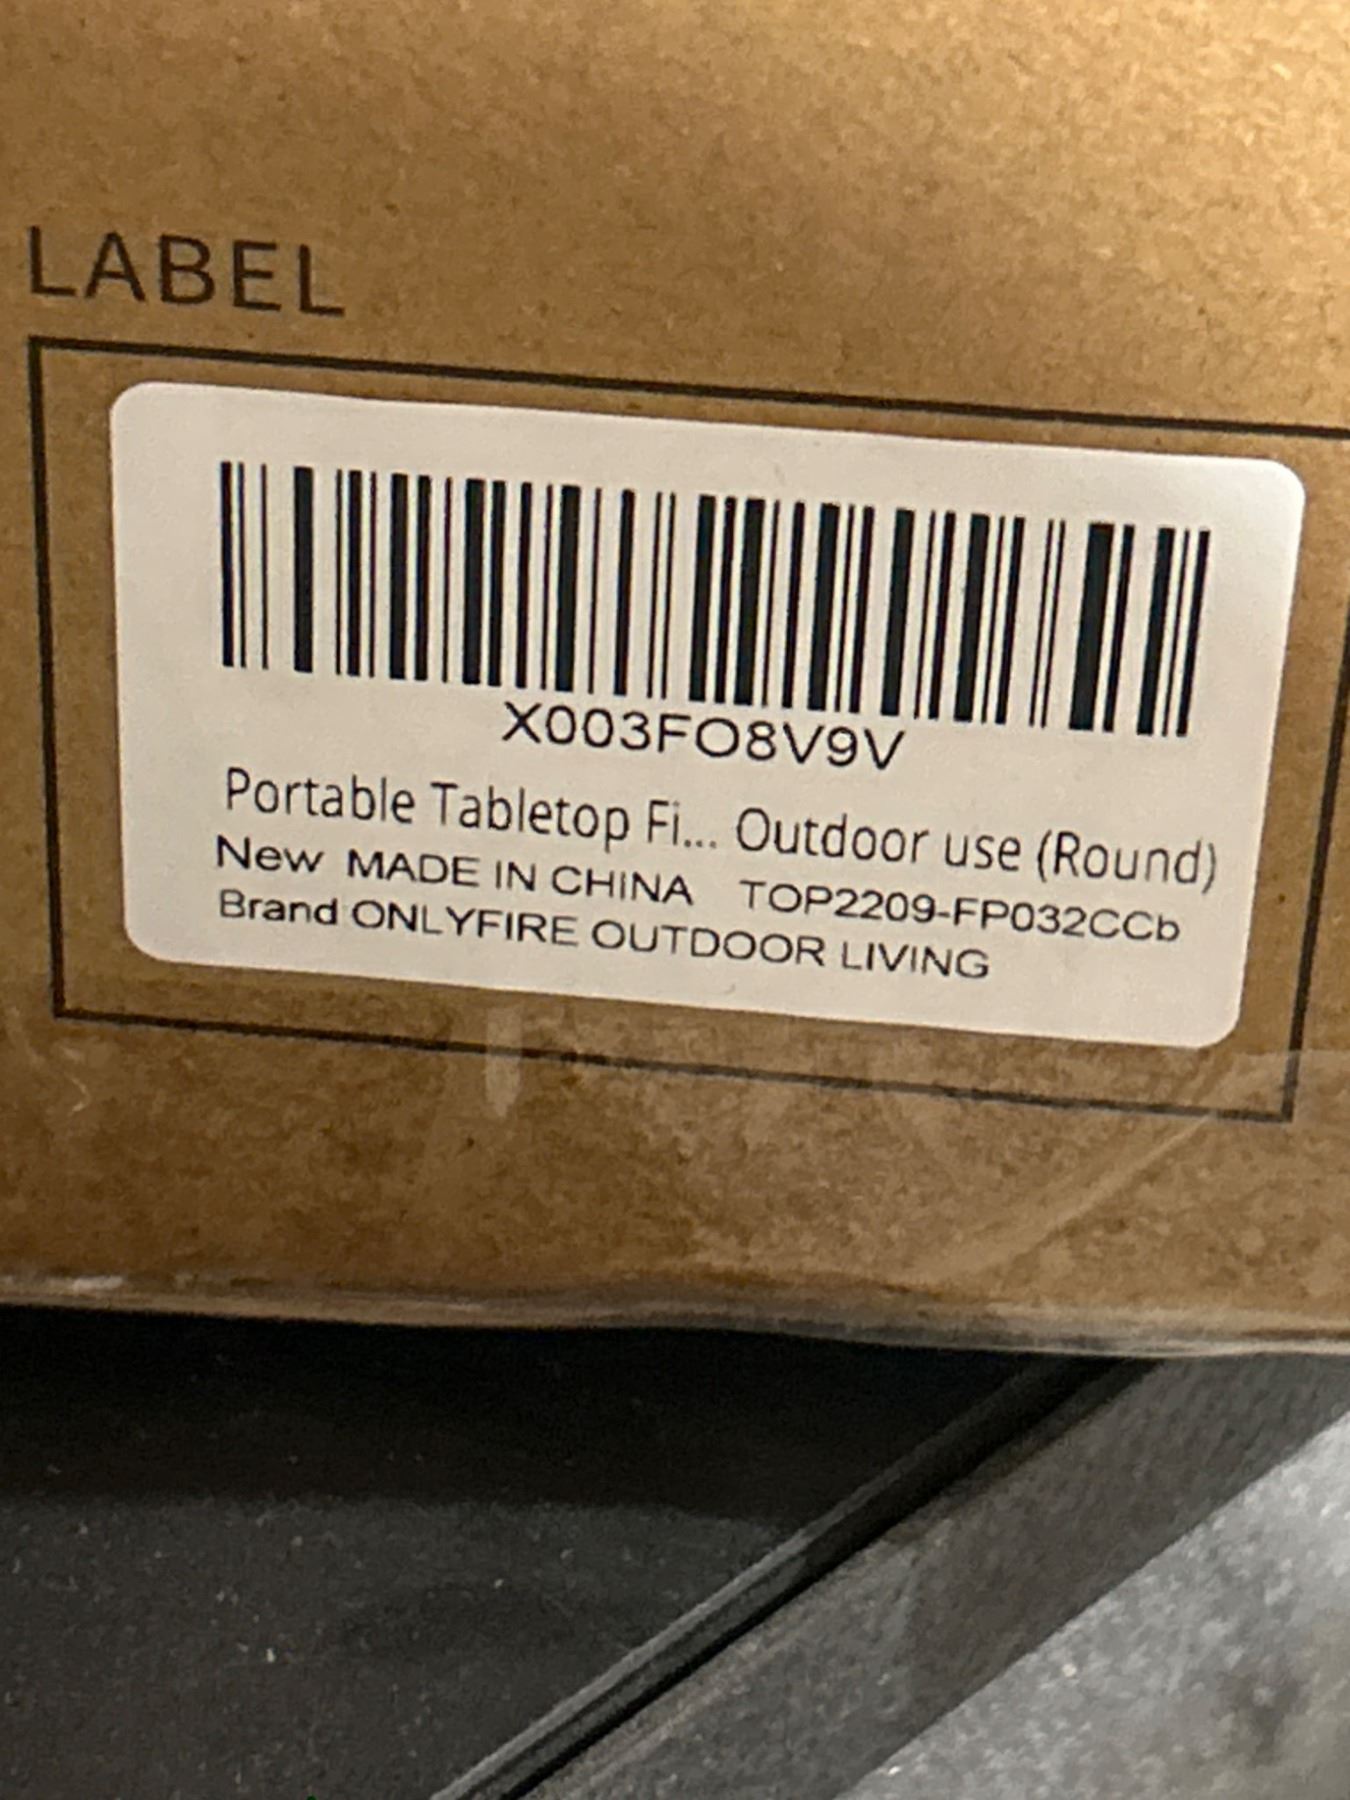 LABEL
X003FO8V9V
Portable Tabletop Fi... Outdoor use (Round)
New MADE IN CHINA TOP2209-FP032CCb
Brand ONLYFIRE OUTDOOR LIVING